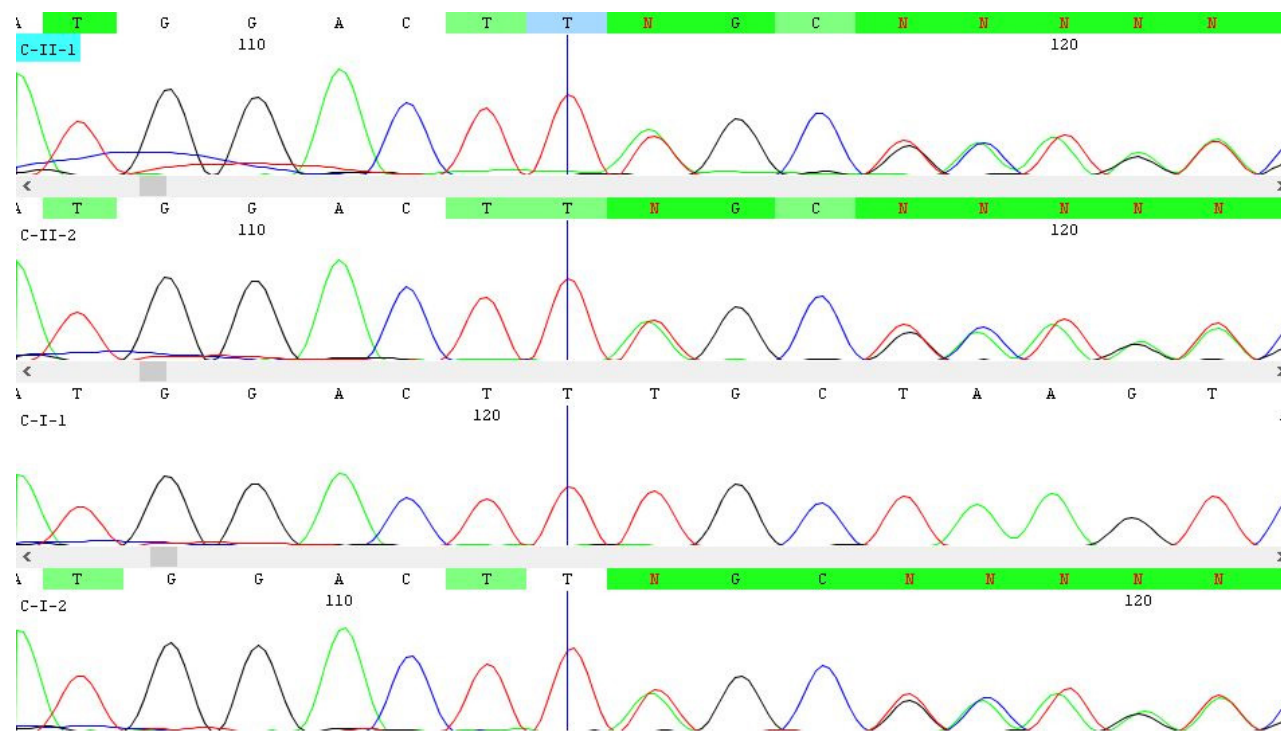 A T G G A C T T N G C N N N N N
110 120
C-II-1
A T G G A C T T N G C N N N N N
C-II-2 110 120
A T G G A C T T T G C T A A G T
120
C-I-1
A T G G A C T T N G C N N N N N
110 120
C-I-2